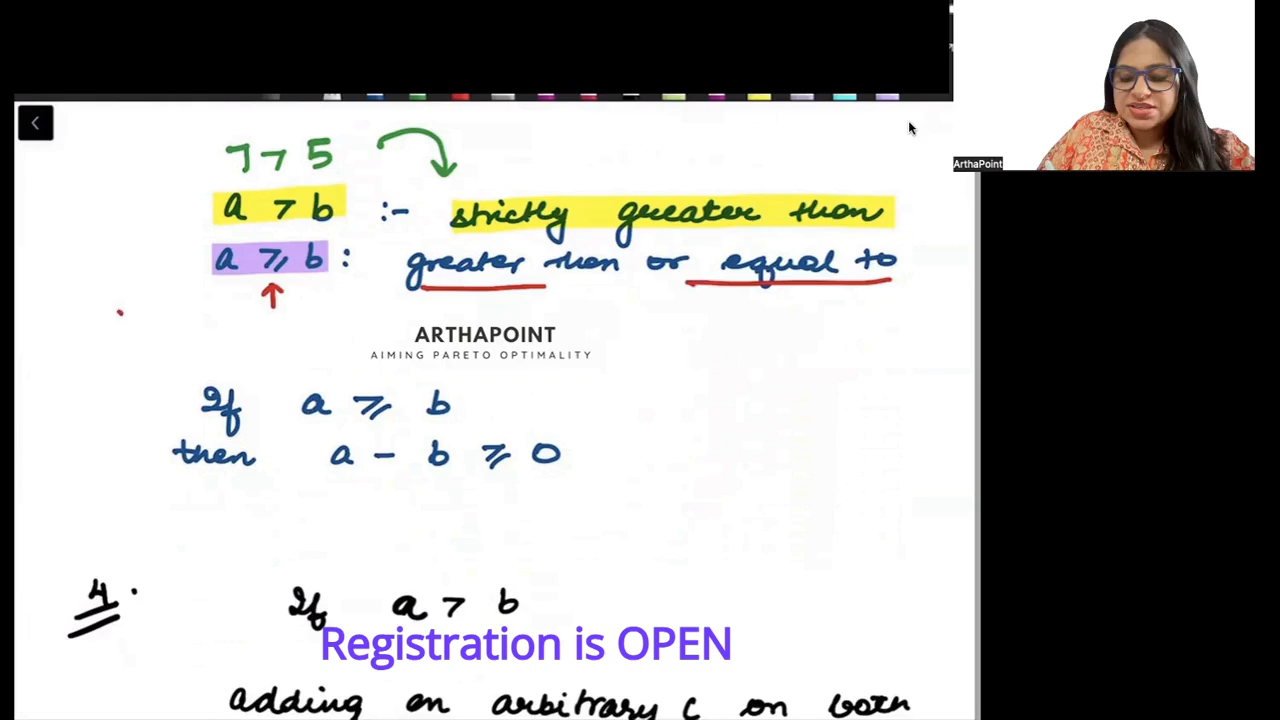 7 > 5
a > b :- strictly greater than
a ⩾ b : greater then or equal to
ArthaPoint
ARTHAPOINT
AIMING PARETO OPTIMALITY
If a ⩾ b
then a - b ⩾ 0
4. If a > b
Registration is OPEN
adding an arbitrary c on both